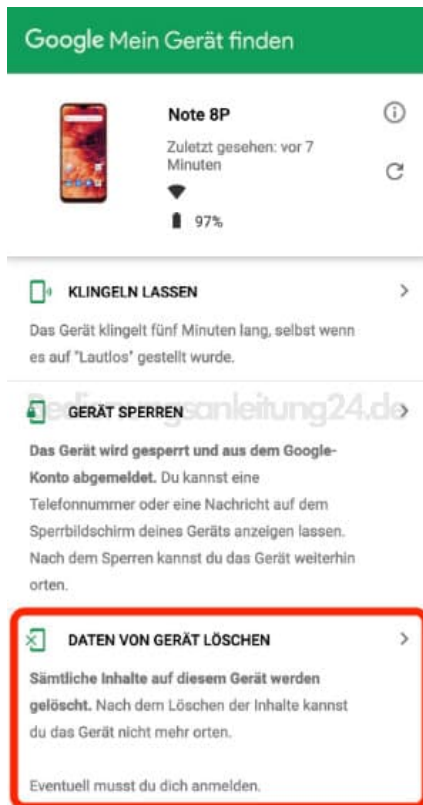 Google Mein Gerät finden
Note 8P
Zuletzt gesehen: vor 7
Minuten
97%
KLINGELN LASSEN
Das Gerät klingelt fünf Minuten lang, selbst wenn
es auf "Lautlos" gestellt wurde.
Bedienungsanleitung24.de
GERÄT SPERREN
Das Gerät wird gesperrt und aus dem Google-
Konto abgemeldet. Du kannst eine
Telefonnummer oder eine Nachricht auf dem
Sperrbildschirm deines Geräts anzeigen lassen.
Nach dem Sperren kannst du das Gerät weiterhin
orten.
DATEN VON GERÄT LÖSCHEN
Sämtliche Inhalte auf diesem Gerät werden
gelöscht. Nach dem Löschen der Inhalte kannst
du das Gerät nicht mehr orten.
Eventuell musst du dich anmelden.